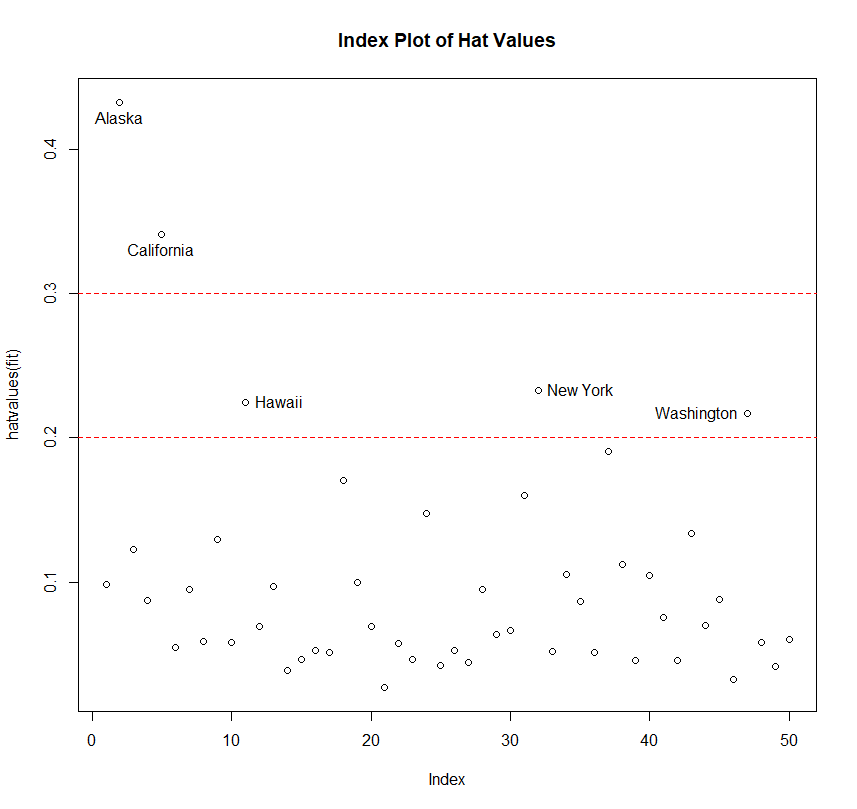 Index Plot of Hat Values
Alaska
California
Hawaii
New York
Washington
hatvalues(fit)
0.4
0.3
0.2
0.1
0 10 20 30 40 50
Index